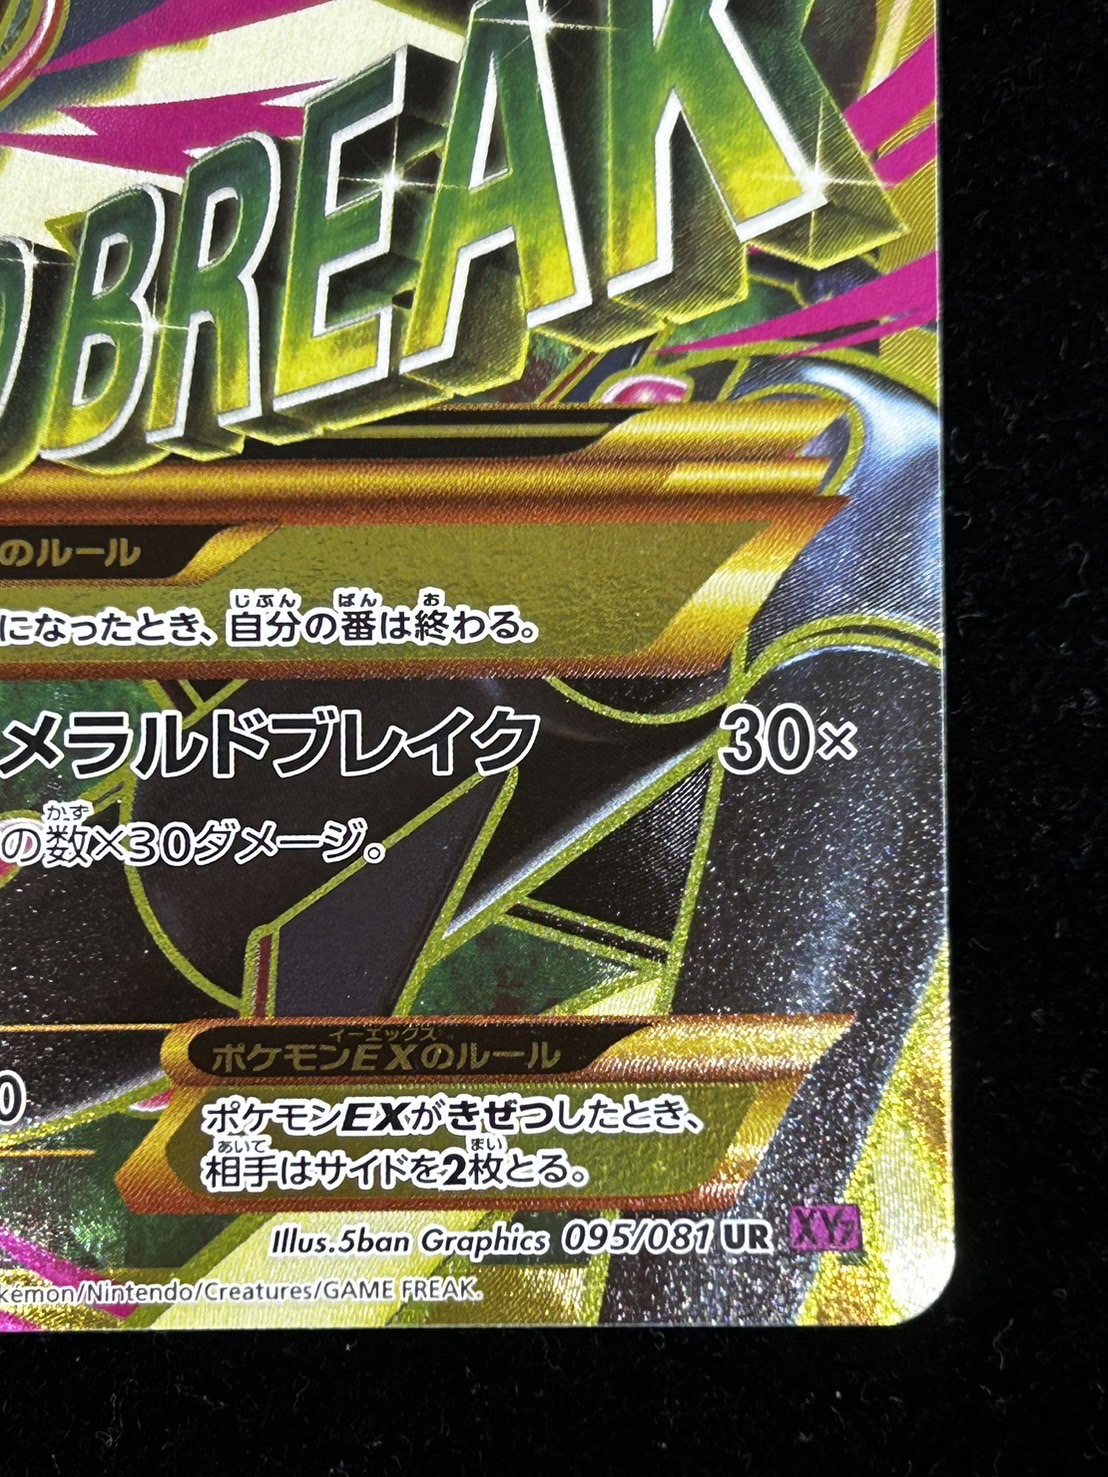 BREAK
のルール
になったとき、自分の番は終わる。
メラルドブレイク 30×
の数×30ダメージ。
ポケモンEXのルール
ポケモンEXがきぜつしたとき、
相手はサイドを2枚とる。
Illus.5ban Graphics 095/081 UR XY7
kémon/Nintendo/Creatures/GAME FREAK.